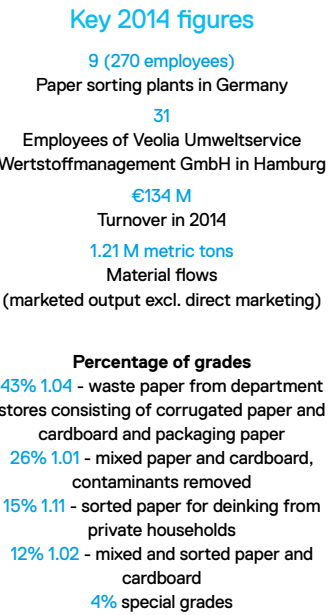 Key 2014 figures
9 (270 employees)
Paper sorting plants in Germany
31
Employees of Veolia Umweltservice
Wertstoffmanagement GmbH in Hamburg
€134 M
Turnover in 2014
1.21 M metric tons
Material flows
(marketed output excl. direct marketing)
Percentage of grades
43% 1.04 - waste paper from department
stores consisting of corrugated paper and
cardboard and packaging paper
26% 1.01 - mixed paper and cardboard,
contaminants removed
15% 1.11 - sorted paper for deinking from
private households
12% 1.02 - mixed and sorted paper and
cardboard
4% special grades